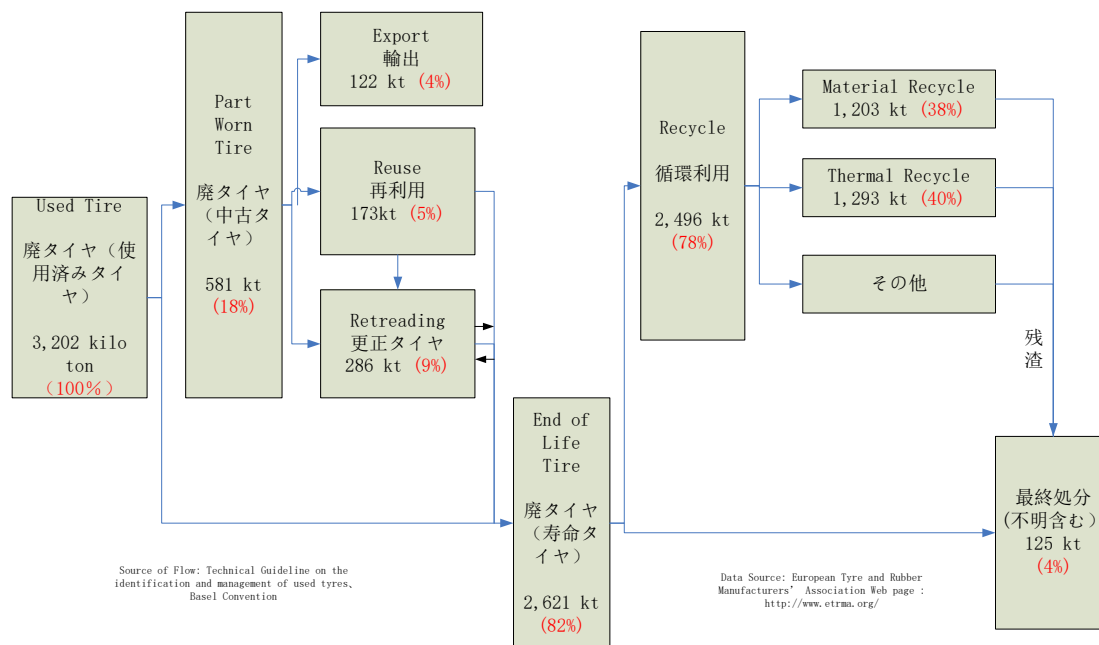 Used Tire
廃タイヤ（使
用済みタイ
ヤ）
3,202 kilo
ton
(100％)
Part
Worn
Tire
廃タイヤ
（中古タ
イヤ）
581 kt
(18%)
Export
輸出
122 kt (4%)
Reuse
再利用
173kt (5%)
Retreading
更正タイヤ
286 kt (9%)
End of
Life
Tire
廃タイヤ
（寿命タ
イヤ）
2,621 kt
(82%)
Recycle
循環利用
2,496 kt
(78%)
Material Recycle
1,203 kt (38%)
Thermal Recycle
1,293 kt (40%)
その他
残渣
最終処分
(不明含む)
125 kt
(4%)
Source of Flow: Technical Guideline on the
identification and management of used tyres、
Basel Convention
Data Source: European Tyre and Rubber
Manufacturers’ Association Web page :
http://www.etrma.org/